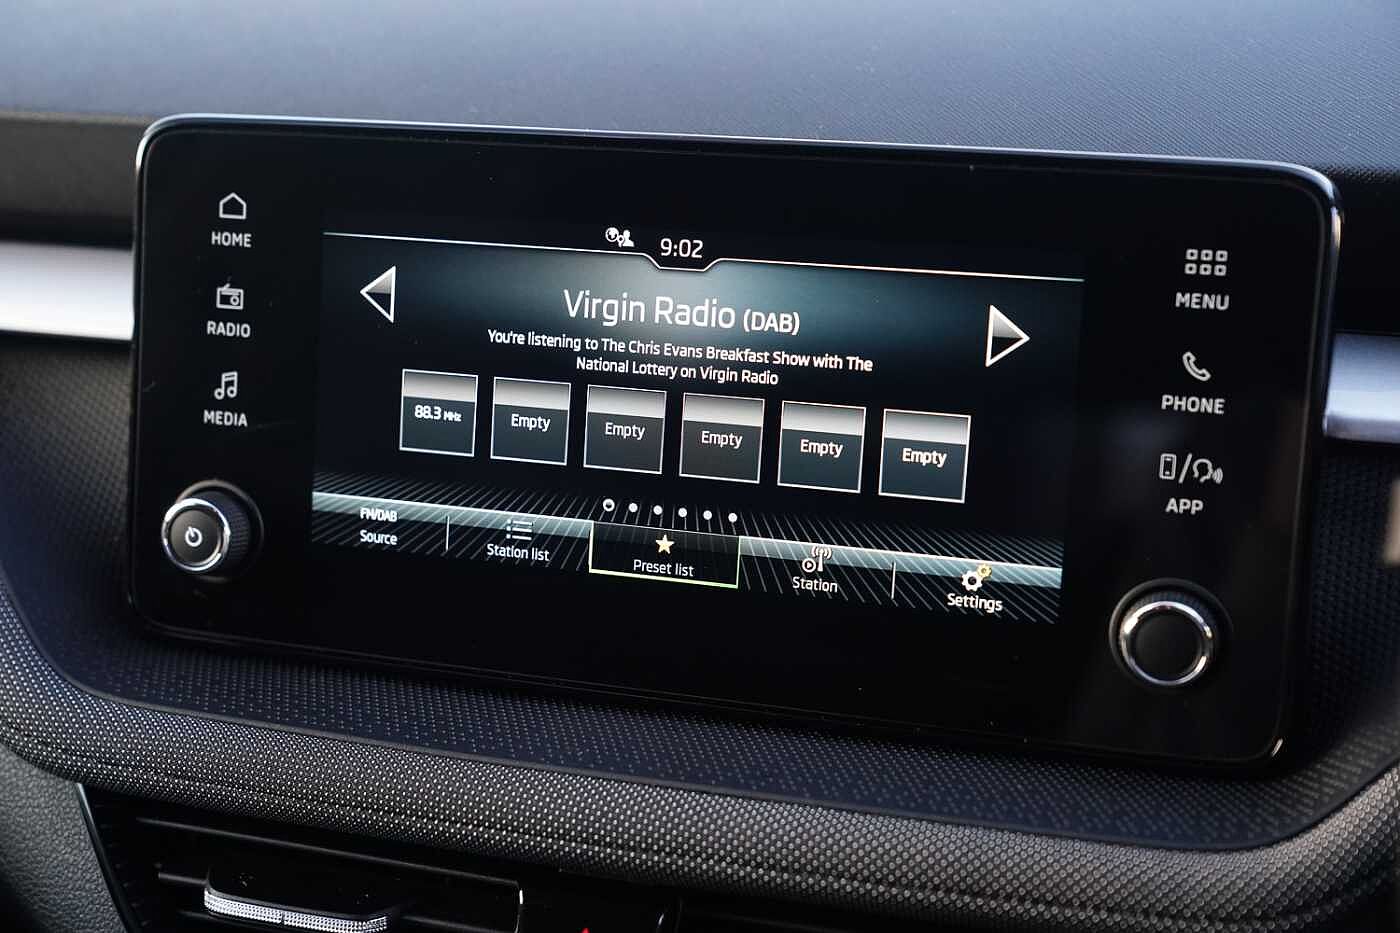 9:02
HOME
RADIO
MEDIA
Virgin Radio (DAB)
You're listening to The Chris Evans Breakfast Show with The
National Lottery on Virgin Radio
88.3 MHz
Empty
Empty
Empty
Empty
Empty
FM/DAB
Source
Station list
Preset list
Station
Settings
MENU
PHONE
APP